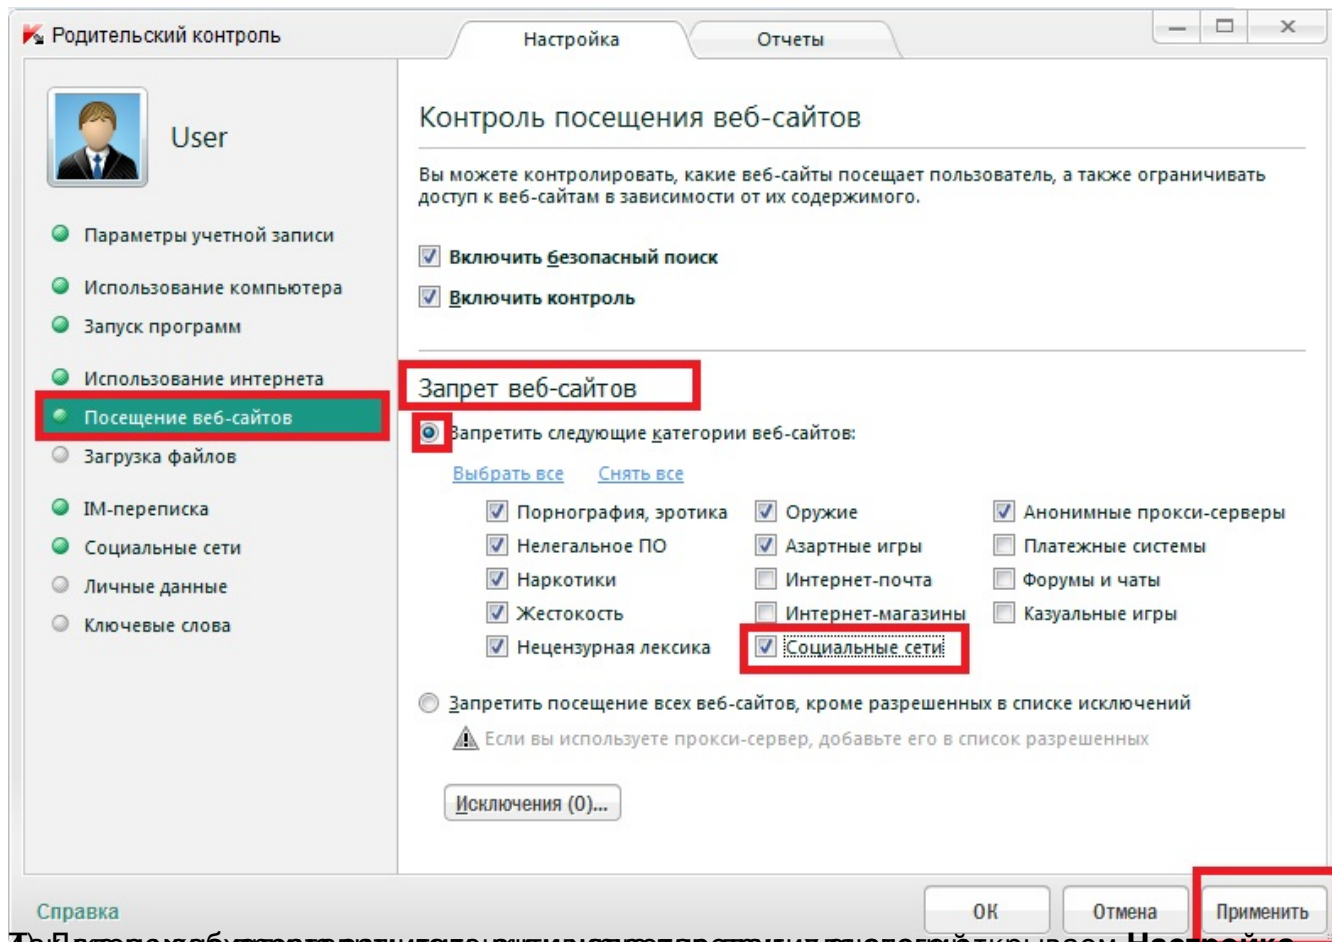 Родительский контроль
Настройка
Отчеты
User
Параметры учетной записи
Использование компьютера
Запуск программ
Использование интернета
Посещение веб-сайтов
Загрузка файлов
IM-переписка
Социальные сети
Личные данные
Ключевые слова
Контроль посещения веб-сайтов
Вы можете контролировать, какие веб-сайты посещает пользователь, а также ограничивать
доступ к веб-сайтам в зависимости от их содержимого.
Включить безопасный поиск
Включить контроль
Запрет веб-сайтов
Запретить следующие категории веб-сайтов:
Выбрать все Снять все
Порнография, эротика Оружие Анонимные прокси-серверы
Нелегальное ПО Азартные игры Платежные системы
Наркотики Интернет-почта Форумы и чаты
Жестокость Интернет-магазины Казуальные игры
Нецензурная лексика Социальные сети
Запретить посещение всех веб-сайтов, кроме разрешенных в списке исключений
Если вы используете прокси-сервер, добавьте его в список разрешенных
Исключения (0)...
Справка
ОК Отмена Применить
открываем Настройка